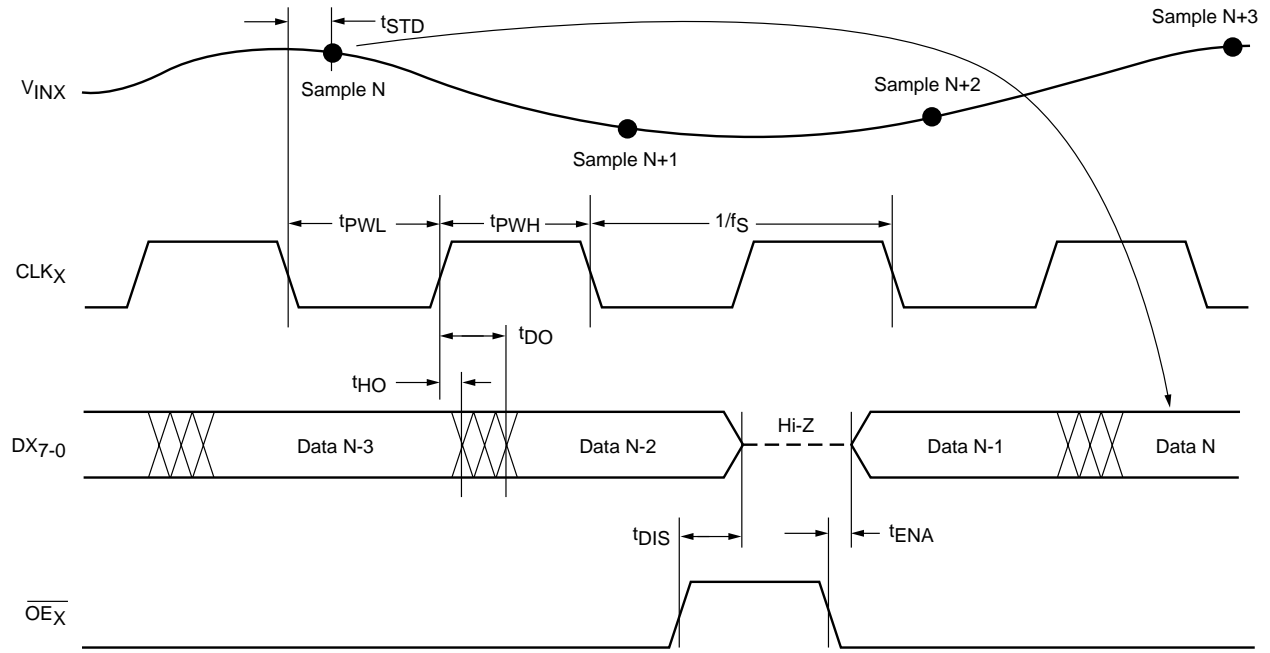 Sample N+3
tSTD
VINX
Sample N
Sample N+2
Sample N+1
tPWL
tPWH
1/fS
CLKX
tDO
tHO
DX7-0
Data N-3
Data N-2
Hi-Z
Data N-1
Data N
tDIS
tENA
OEX